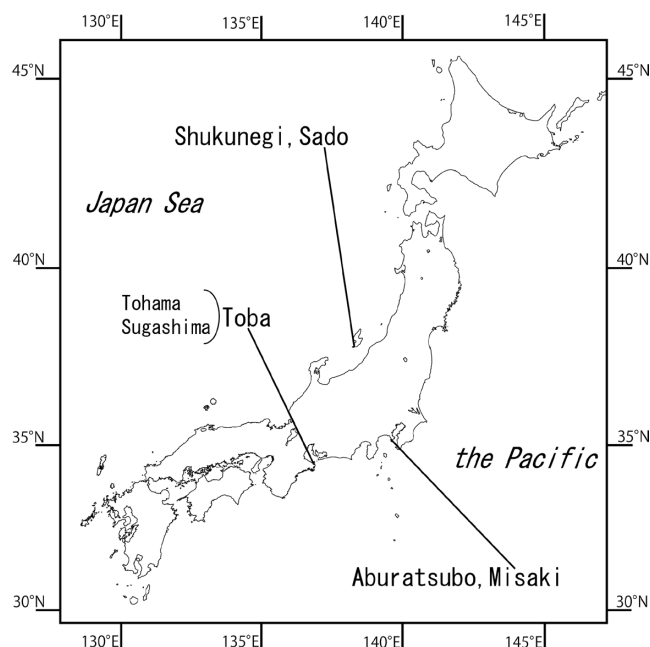 130°E 135°E 140°E 145°E
45°N 45°N
Shukunegi, Sado
Japan Sea
40°N 40°N
Tohama
Sugashima
Toba
35°N 35°N
the Pacific
Aburatsubo, Misaki
30°N 30°N
130°E 135°E 140°E 145°E